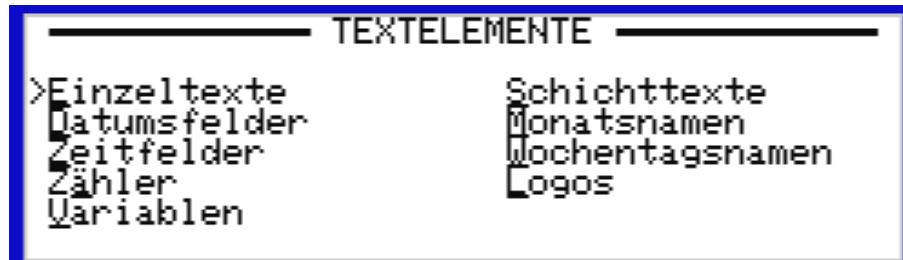 TEXTELEMENTE
>Einzeltexte Schichttexte
Datumsfelder Monatsnamen
Zeitfelder Wochentagsnamen
Zähler Logos
Variablen